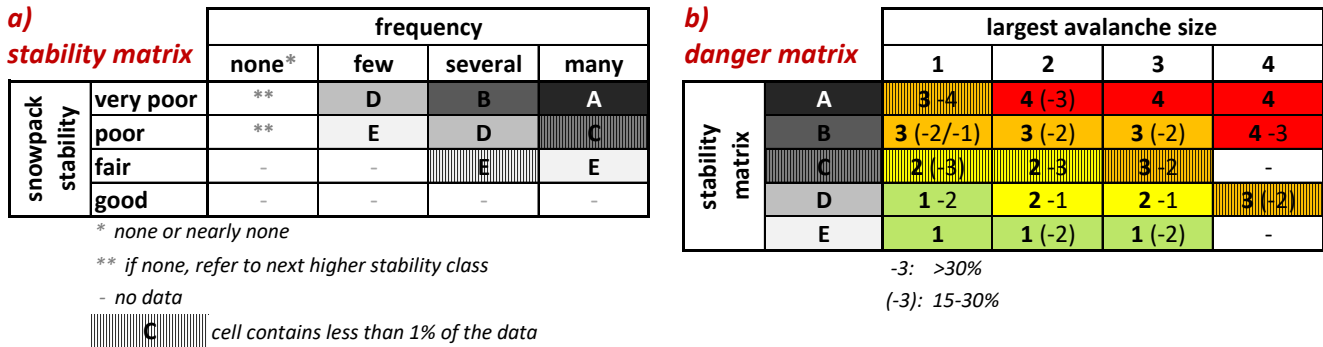 a)
stability matrix
frequency
none* few several many
snowpack stability
very poor ** D B A
poor ** E D C
fair - - E E
good - - - -
* none or nearly none
** if none, refer to next higher stability class
- no data
C cell contains less than 1% of the data
b)
danger matrix
largest avalanche size
1 2 3 4
stability matrix
A 3 -4 4 (-3) 4 4
B 3 (-2/-1) 3 (-2) 3 (-2) 4 -3
C 2 (-3) 2 -3 3 -2 -
D 1 -2 2 -1 2 -1 3 (-2)
E 1 1 (-2) 1 (-2) -
-3: >30%
(-3): 15-30%